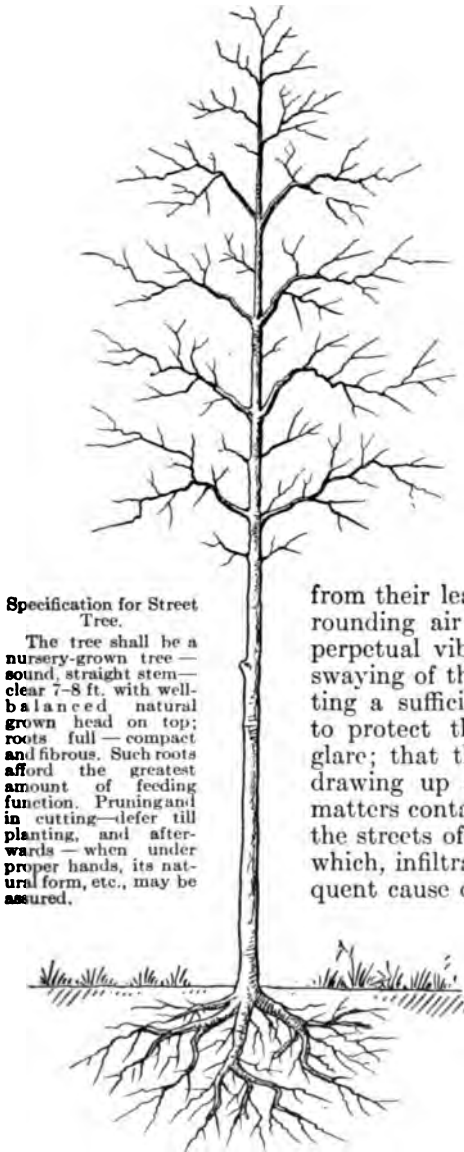 Specification for Street
Tree.
The tree shall be a
nursery-grown tree —
sound, straight stem—
clear 7-8 ft. with well-
balanced natural
grown head on top;
roots full — compact
and fibrous. Such roots
afford the greatest
amount of feeding
function. Pruning and
in cutting—defer till
planting, and after-
wards — when under
proper hands, its nat-
ural form, etc., may be
assured.
from their lea
rounding air
perpetual vib
swaying of th
ting a suffici
to protect th
glare; that t
drawing up
matters conta
the streets of
which, infiltra
quent cause o